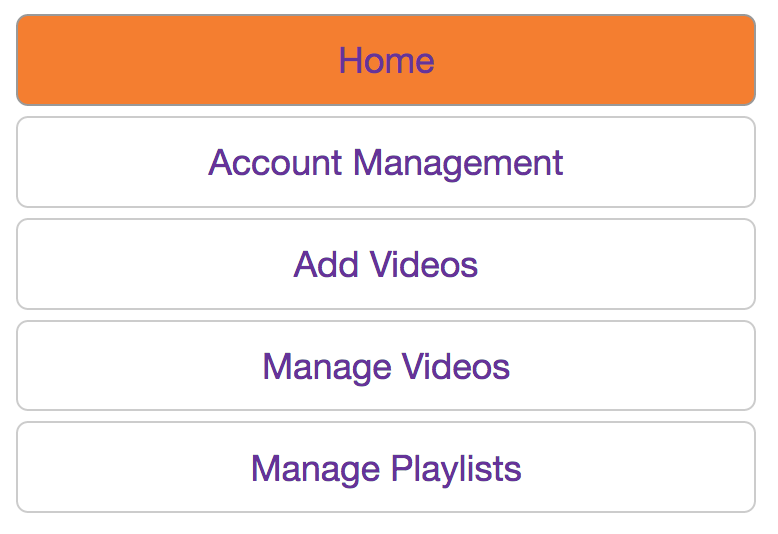 Home
Account Management
Add Videos
Manage Videos
Manage Playlists